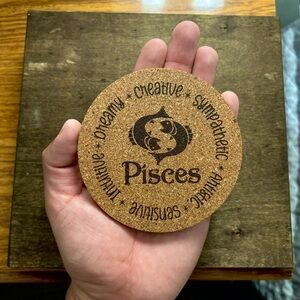 Intuitive * Dreamy * Creative * Sympathetic
Artistic * Sensitive *
Pisces